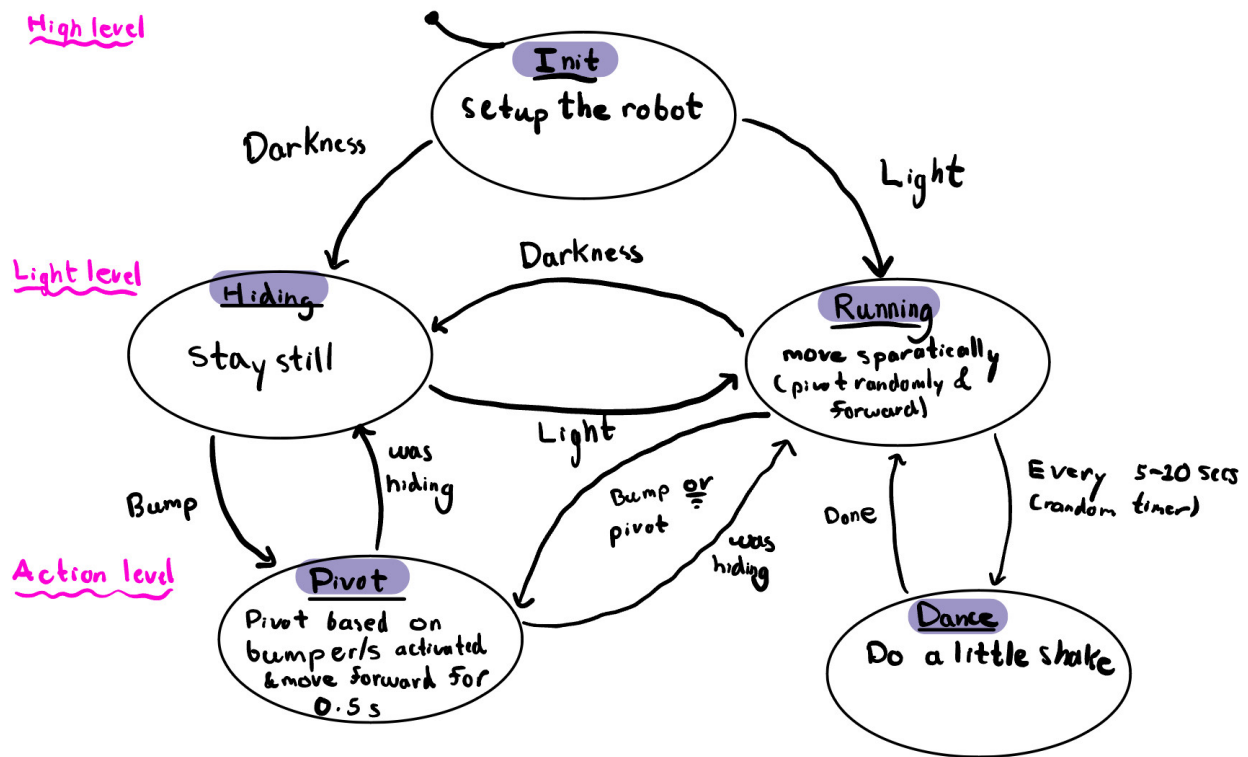 High level
Init
setup the robot
Darkness
Light
Light level
Hiding
Stay still
Darkness
Running
move sparatically
(pivot randomly &
forward)
Light
Bump
was
hiding
Bump or
pivot
was
hiding
Done
Every 5-10 secs
(random timer)
Action level
Pivot
Pivot based on
bumper/s activated
& move forward for
0.5s
Dance
Do a little shake